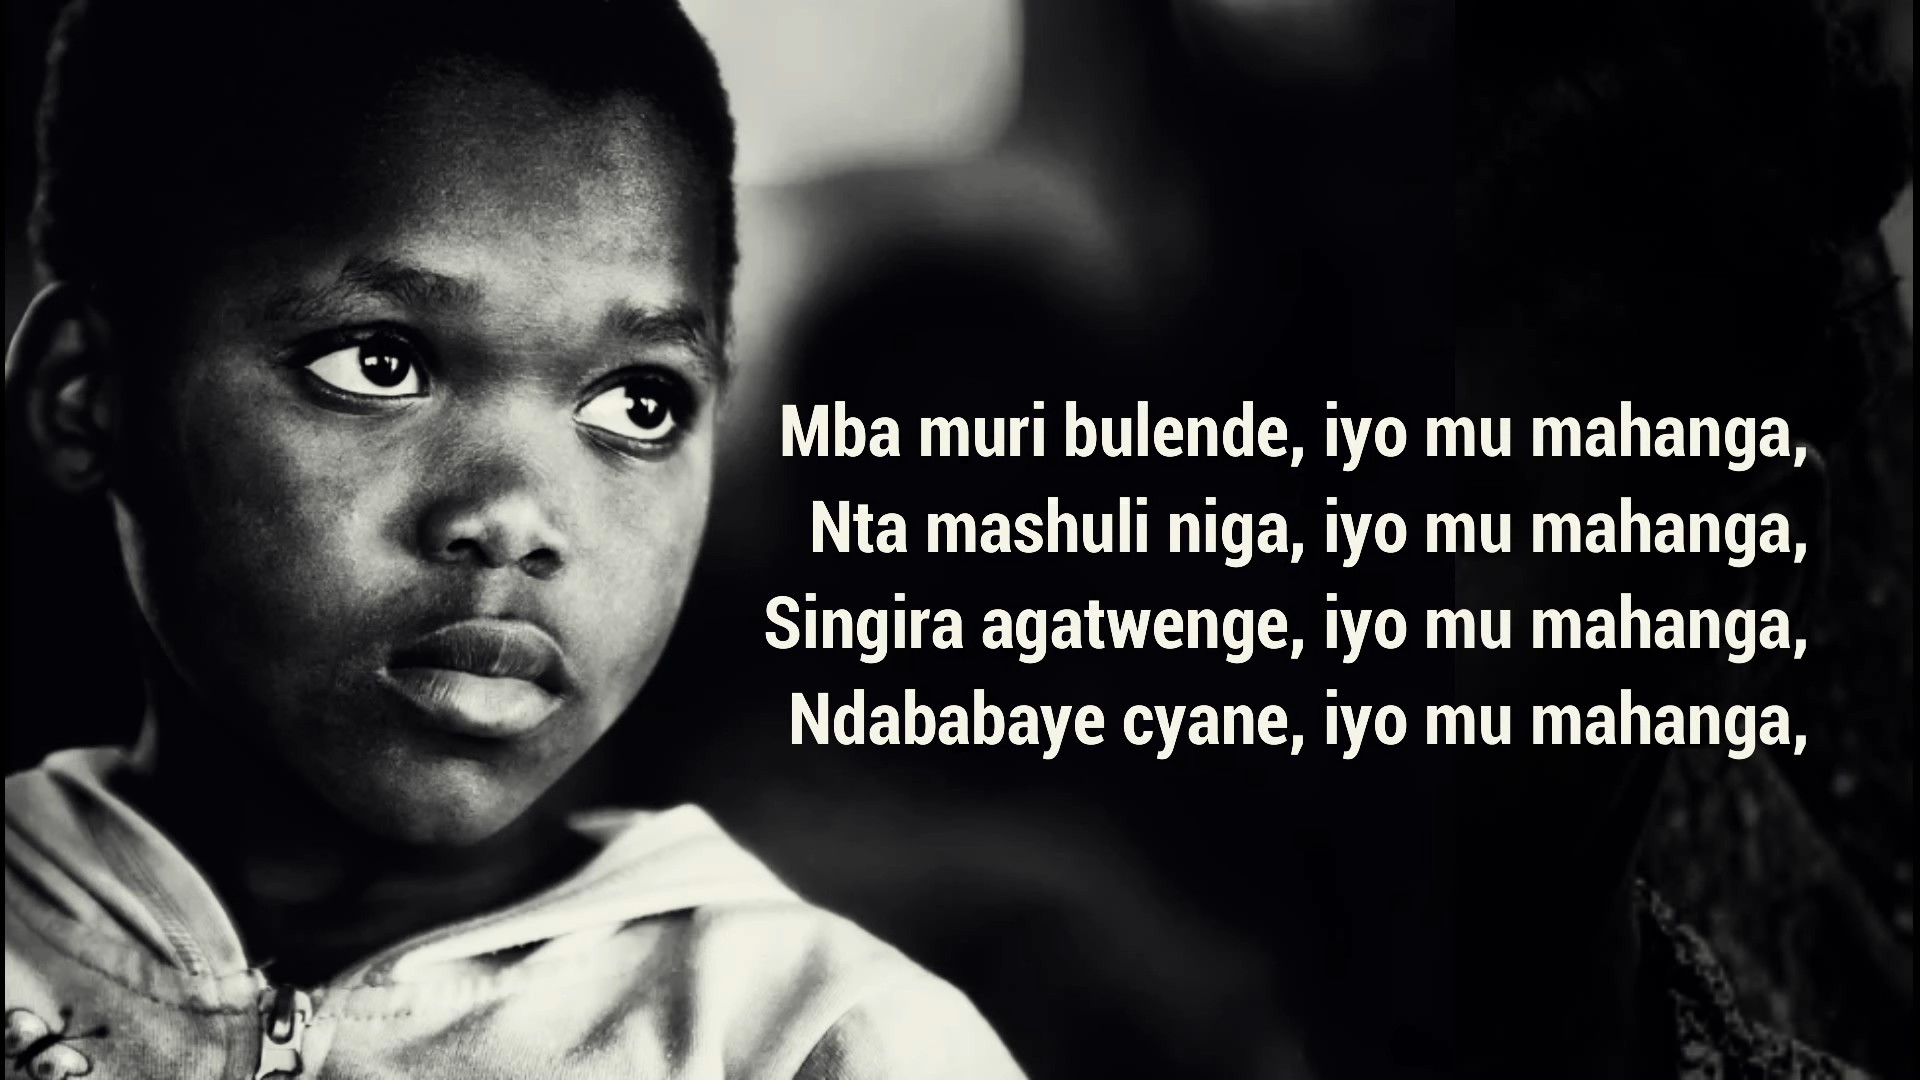 Mba muri bulende, iyo mu mahanga,
Nta mashuli niga, iyo mu mahanga,
Singira agatwenge, iyo mu mahanga,
Ndababaye cyane, iyo mu mahanga,